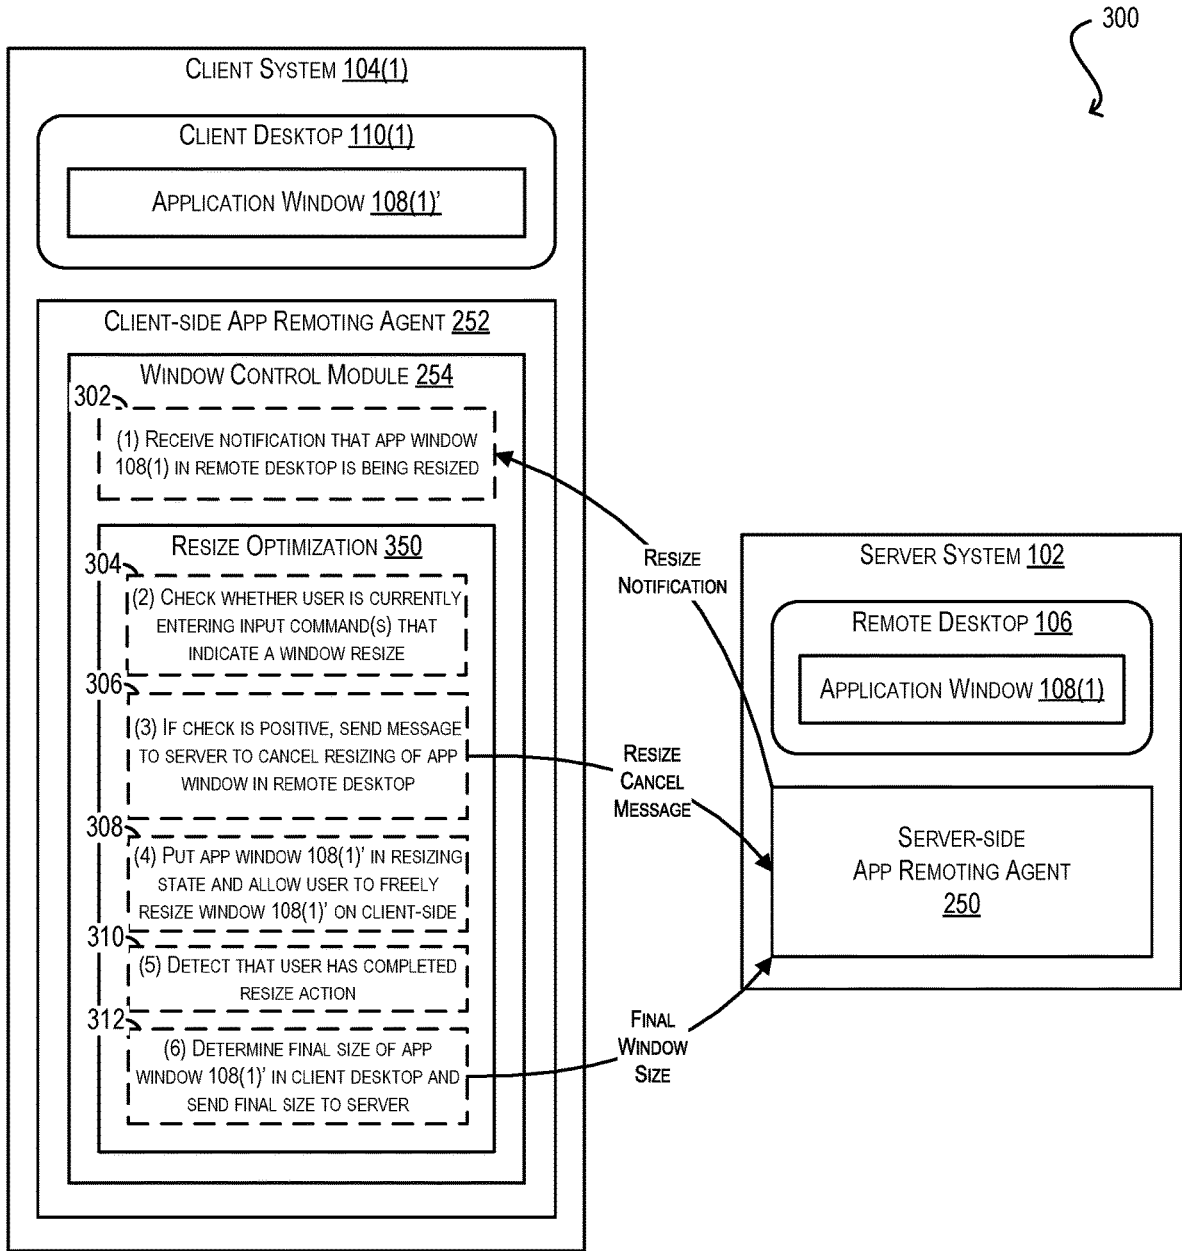 300
CLIENT SYSTEM 104(1)
CLIENT DESKTOP 110(1)
APPLICATION WINDOW 108(1)’
CLIENT-SIDE APP REMOTING AGENT 252
WINDOW CONTROL MODULE 254
302
(1) RECEIVE NOTIFICATION THAT APP WINDOW
108(1) IN REMOTE DESKTOP IS BEING RESIZED
RESIZE OPTIMIZATION 350
304
(2) CHECK WHETHER USER IS CURRENTLY
ENTERING INPUT COMMAND(S) THAT
INDICATE A WINDOW RESIZE
306
(3) IF CHECK IS POSITIVE, SEND MESSAGE
TO SERVER TO CANCEL RESIZING OF APP
WINDOW IN REMOTE DESKTOP
308
(4) PUT APP WINDOW 108(1)’ IN RESIZING
STATE AND ALLOW USER TO FREELY
RESIZE WINDOW 108(1)’ ON CLIENT-SIDE
310
(5) DETECT THAT USER HAS COMPLETED
RESIZE ACTION
312
(6) DETERMINE FINAL SIZE OF APP
WINDOW 108(1)’ IN CLIENT DESKTOP AND
SEND FINAL SIZE TO SERVER
RESIZE
NOTIFICATION
RESIZE
CANCEL
MESSAGE
FINAL
WINDOW
SIZE
SERVER SYSTEM 102
REMOTE DESKTOP 106
APPLICATION WINDOW 108(1)
SERVER-SIDE
APP REMOTING AGENT
250